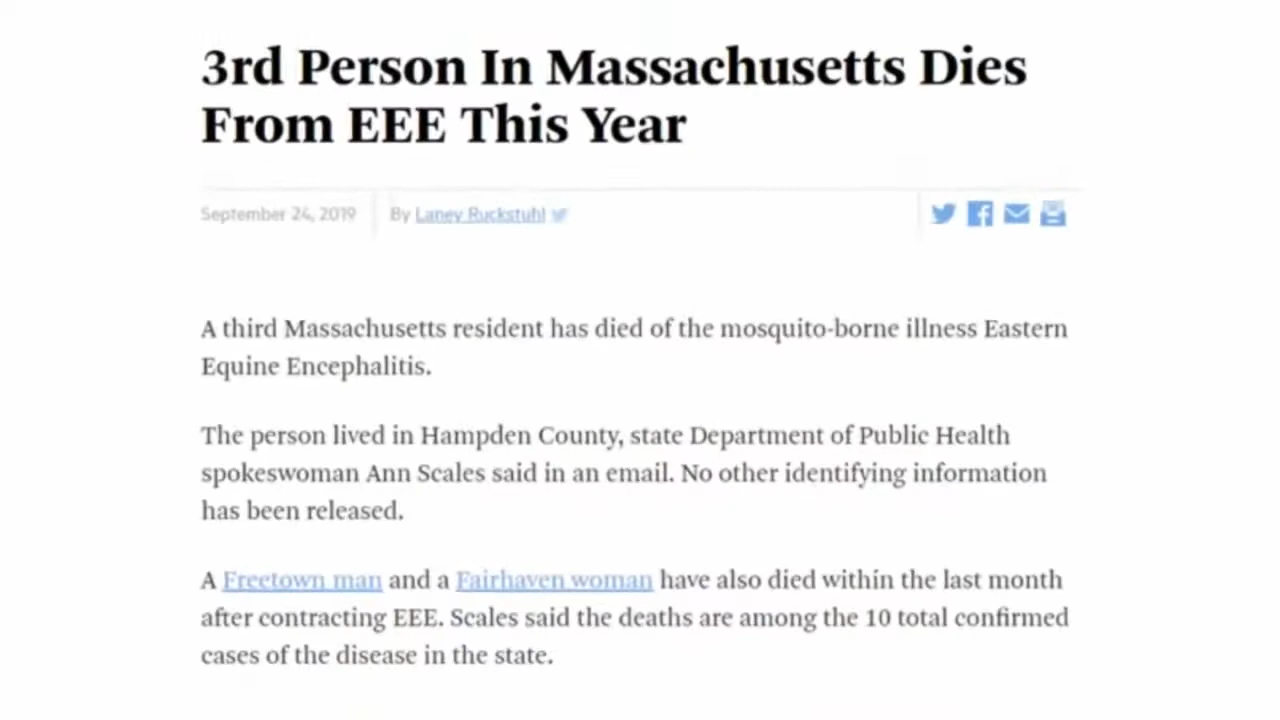 3rd Person In Massachusetts Dies
From EEE This Year
September 24, 2019 By Laney Ruckstuhl
A third Massachusetts resident has died of the mosquito-borne illness Eastern
Equine Encephalitis.
The person lived in Hampden County, state Department of Public Health
spokeswoman Ann Scales said in an email. No other identifying information
has been released.
A Freetown man and a Fairhaven woman have also died within the last month
after contracting EEE. Scales said the deaths are among the 10 total confirmed
cases of the disease in the state.